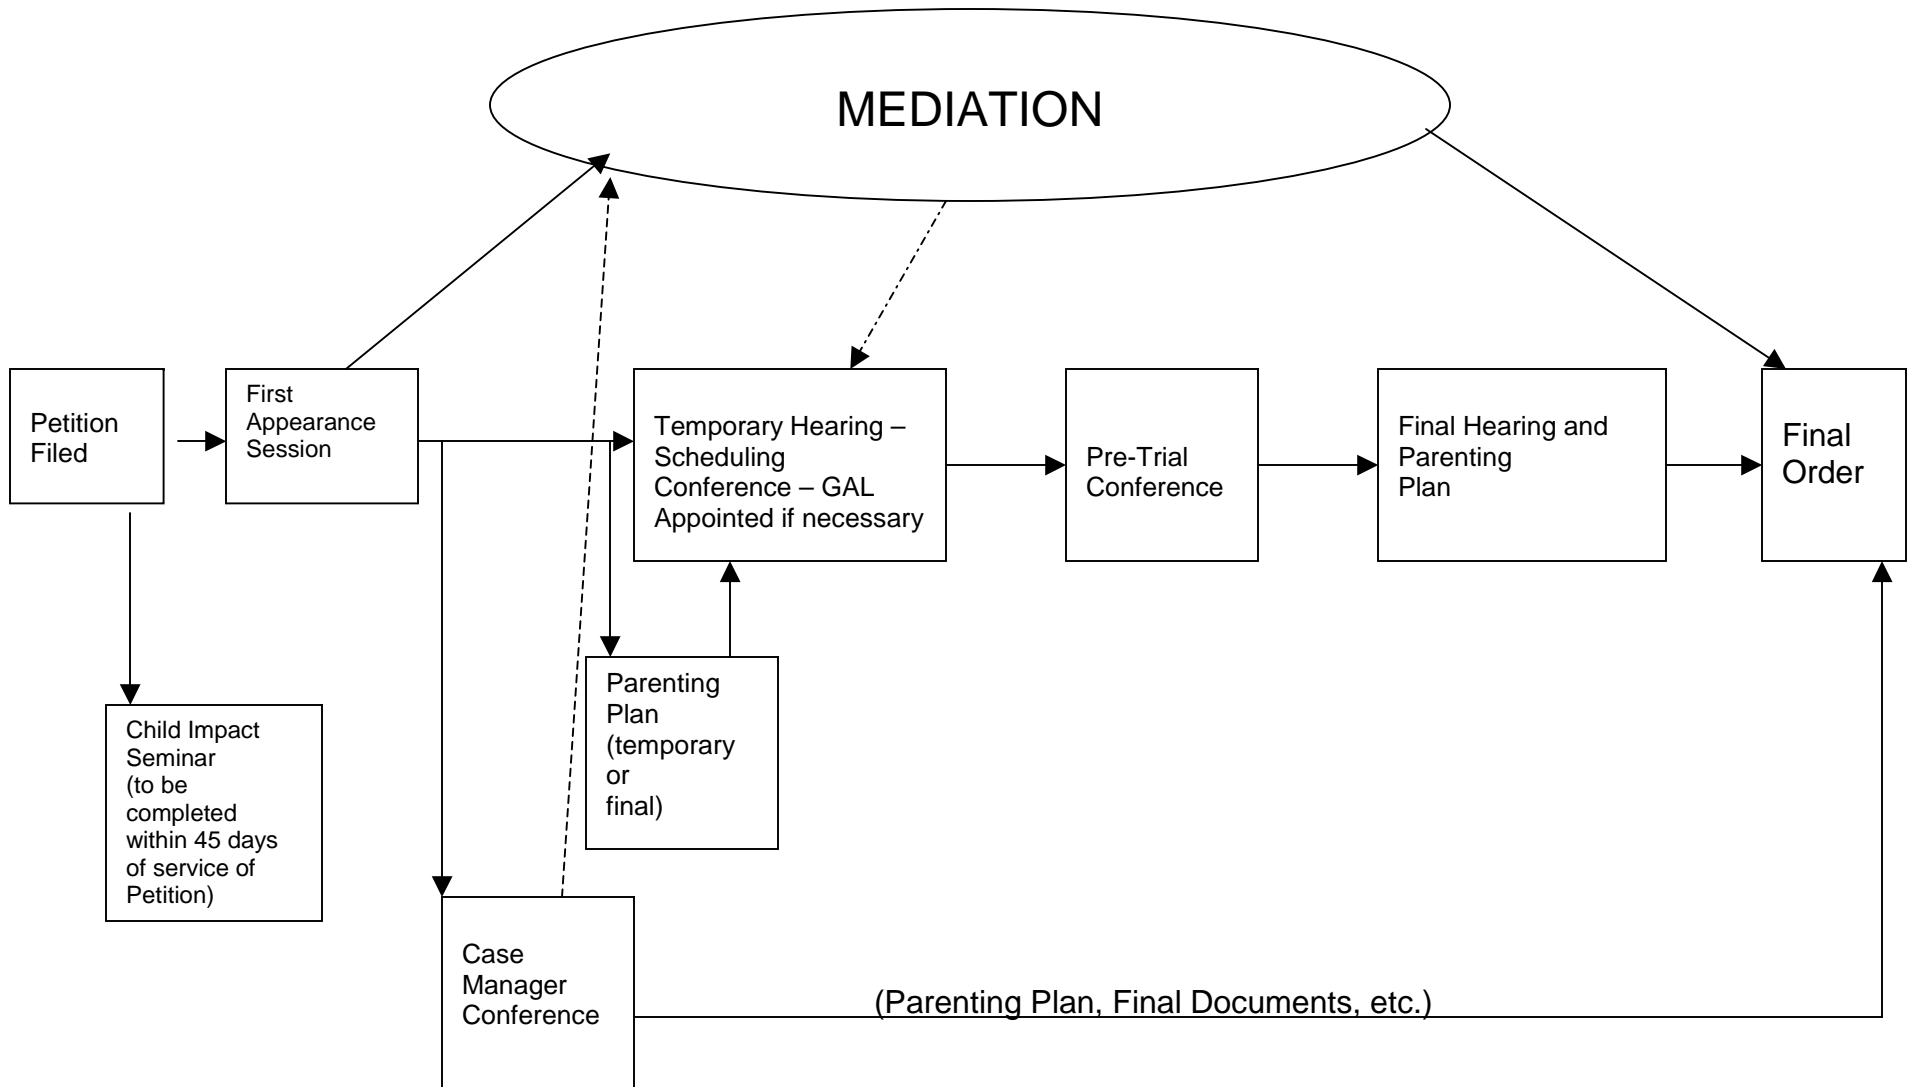 MEDIATION
Petition
Filed
First
Appearance
Session
Temporary Hearing –
Scheduling
Conference – GAL
Appointed if necessary
Pre-Trial
Conference
Final Hearing and
Parenting
Plan
Final
Order
Child Impact
Seminar
(to be
completed
within 45 days
of service of
Petition)
Parenting
Plan
(temporary
or
final)
Case
Manager
Conference
(Parenting Plan, Final Documents, etc.)